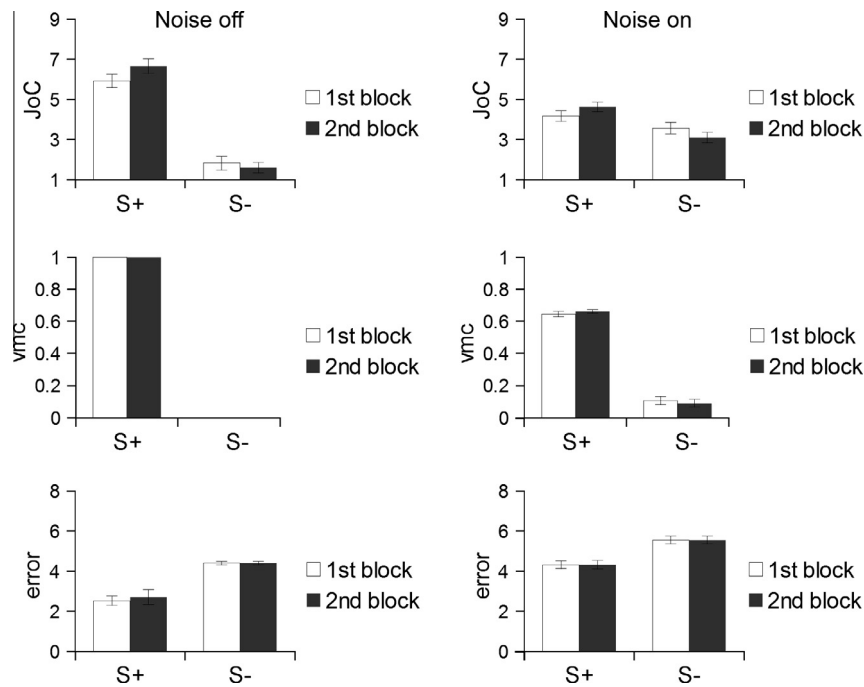 Noise off
9
7
5
3
1
JoC
S+
S-
1st block
2nd block
Noise on
9
7
5
3
1
JoC
S+
S-
1st block
2nd block
1
0.8
0.6
0.4
0.2
0
vmc
S+
S-
1st block
2nd block
1
0.8
0.6
0.4
0.2
0
vmc
S+
S-
1st block
2nd block
8
6
4
2
0
error
S+
S-
1st block
2nd block
8
6
4
2
0
error
S+
S-
1st block
2nd block